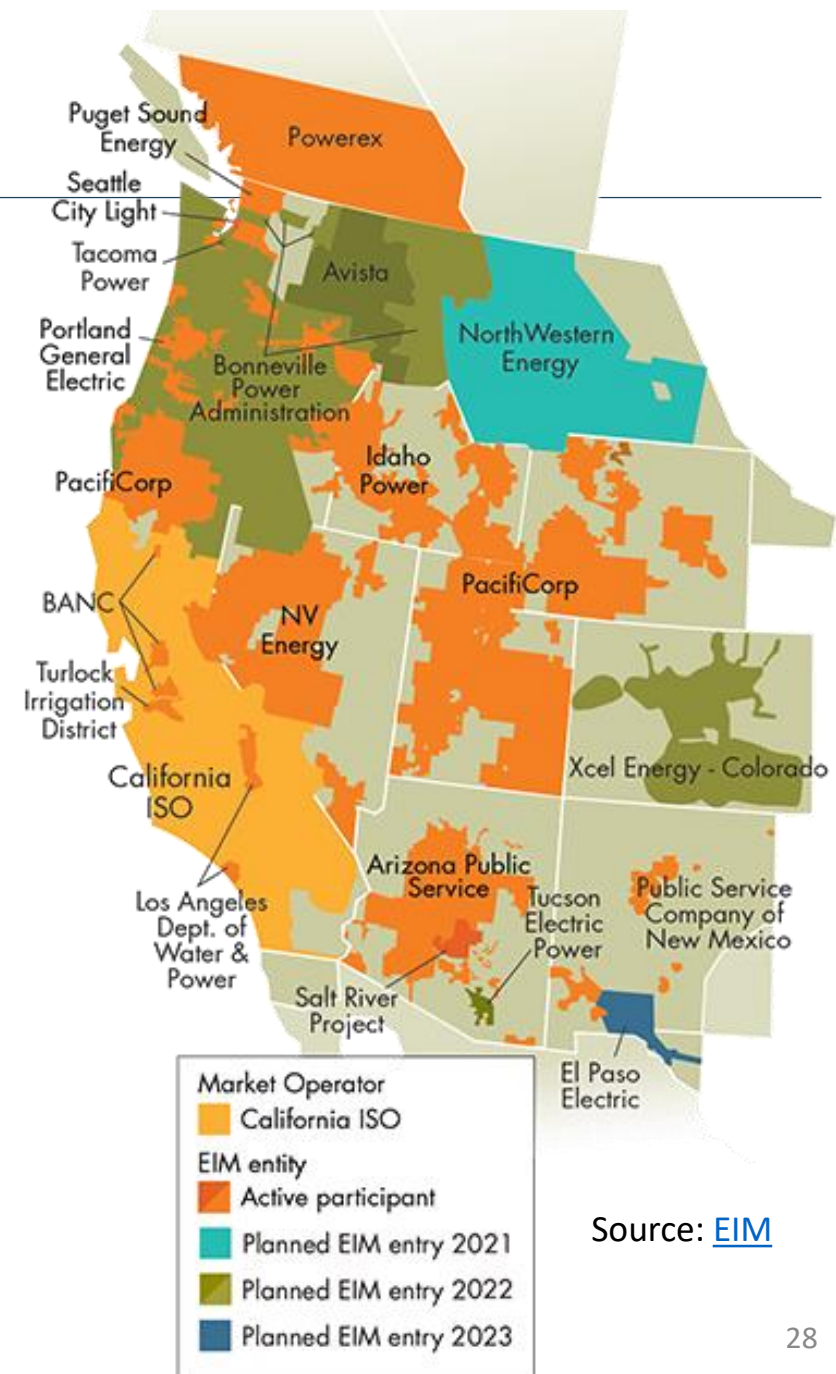 Puget Sound
Energy
Powerex
Seattle
City Light
Tacoma
Power
Avista
Portland
General
Electric
Bonneville
Power
Administration
NorthWestern
Energy
PacifiCorp
Idaho
Power
PacifiCorp
BANC
NV
Energy
Turlock
Irrigation
District
California
ISO
Xcel Energy - Colorado
Los Angeles
Dept. of
Water &
Power
Arizona Public
Service
Tucson
Electric
Power
Public Service
Company of
New Mexico
Salt River
Project
El Paso
Electric
Market Operator
California ISO
EIM entity
Active participant
Planned EIM entry 2021
Planned EIM entry 2022
Planned EIM entry 2023
Source: EIM
28